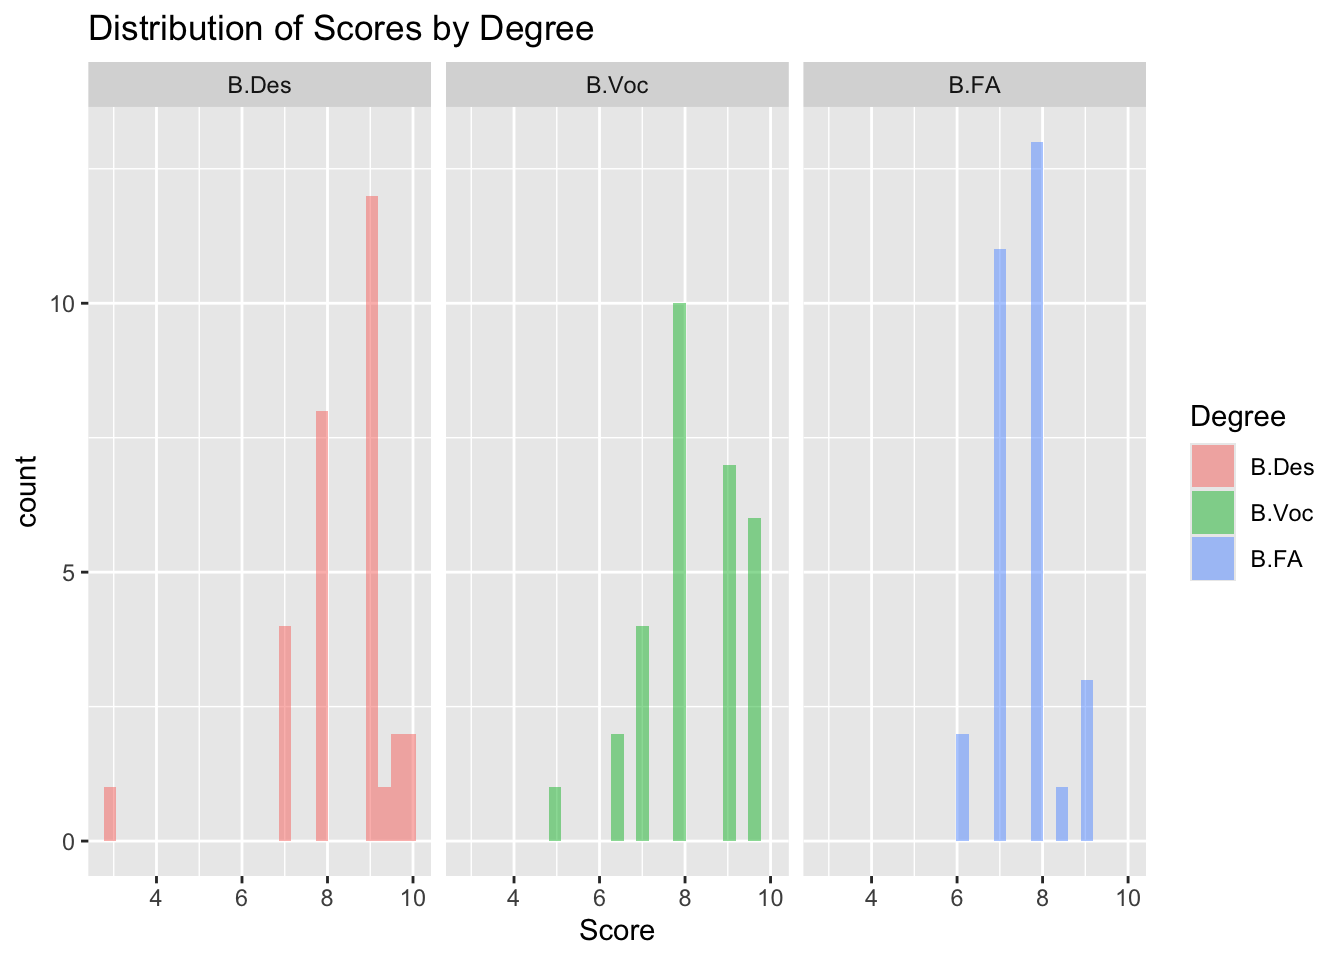 Distribution of Scores by Degree
B.Des B.Voc B.FA
10
5
0
count
4 6 8 10 4 6 8 10 4 6 8 10
Score
Degree
B.Des
B.Voc
B.FA